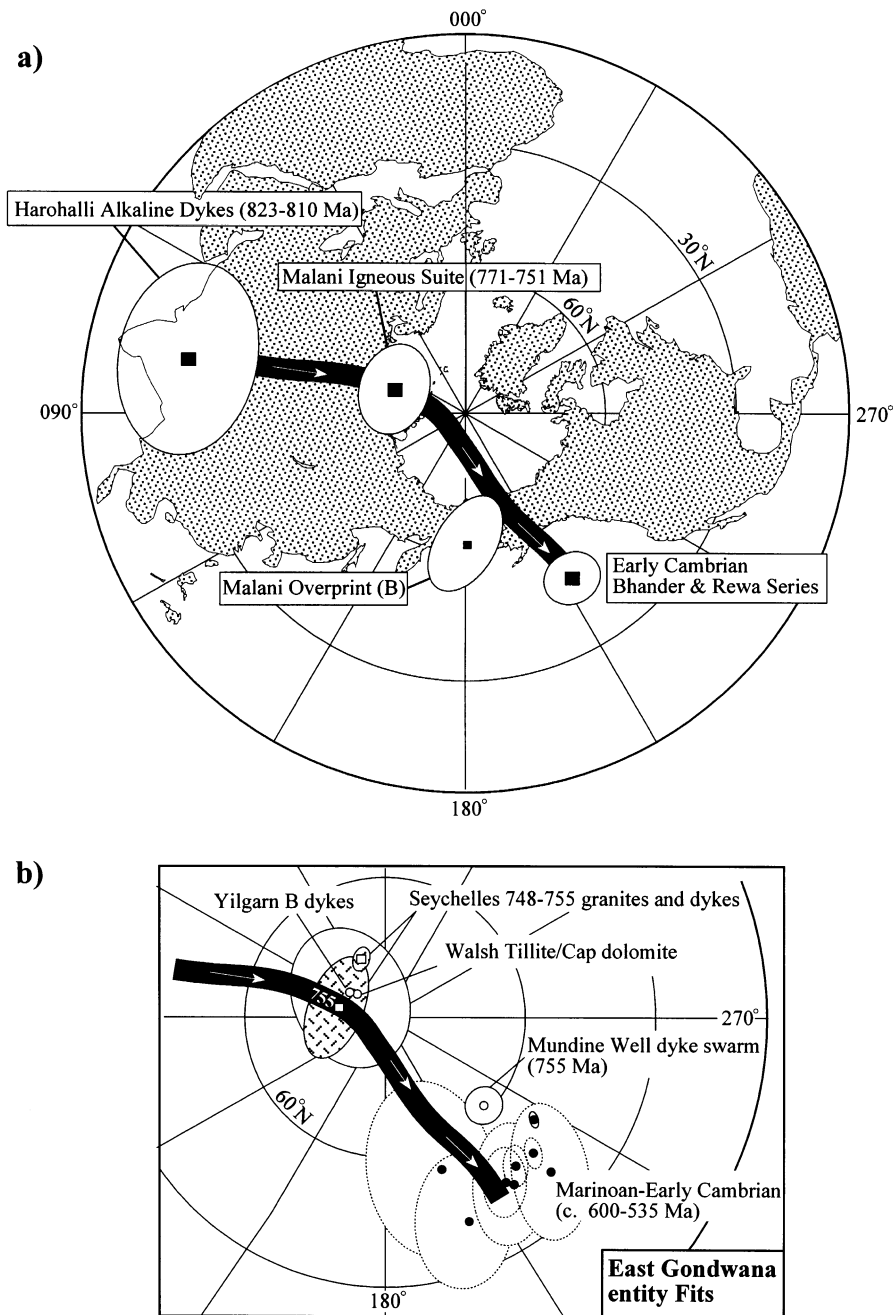 a)
000°
Harohalli Alkaline Dykes (823-810 Ma)
Malani Igneous Suite (771-751 Ma)
30°N
60°N
090°
270°
Malani Overprint (B)
Early Cambrian
Bhander & Rewa Series
180°
b)
Yilgarn B dykes
Seychelles 748-755 granites and dykes
Walsh Tillite/Cap dolomite
755
270°
Mundine Well dyke swarm
(755 Ma)
60°N
Marinoan-Early Cambrian
(c. 600-535 Ma)
East Gondwana
entity Fits
180°